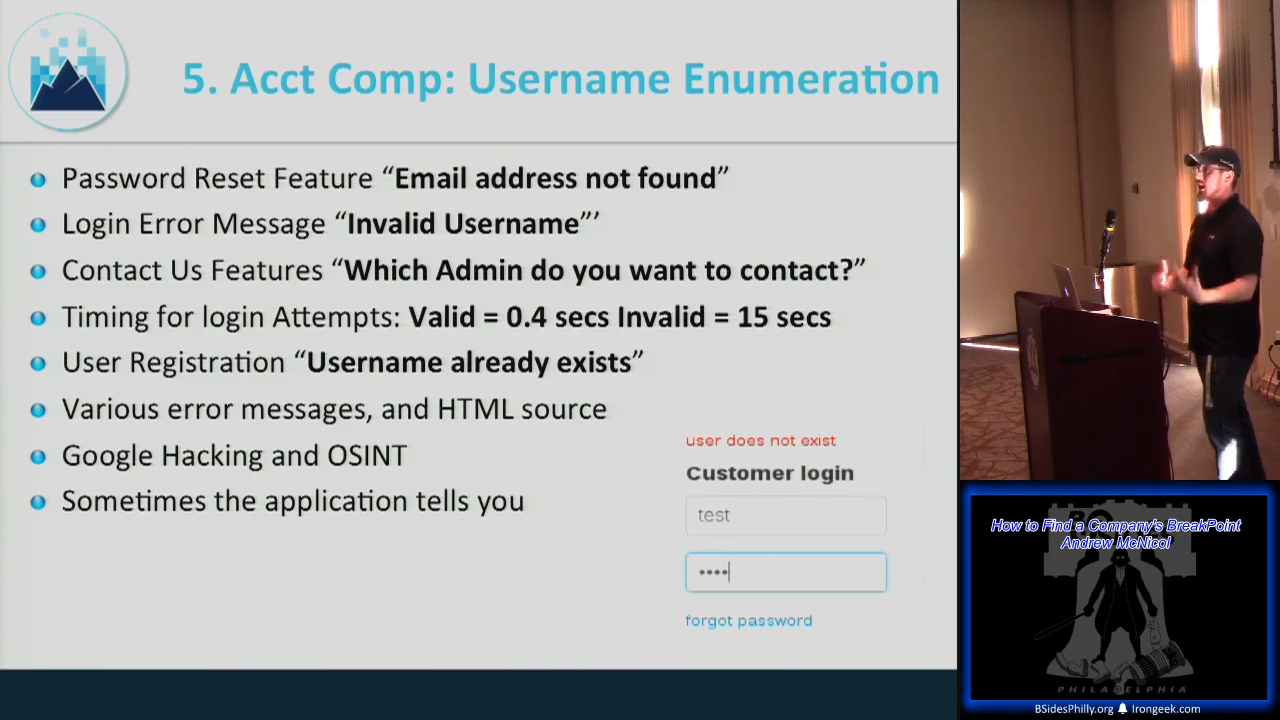 5. Acct Comp: Username Enumeration
Password Reset Feature “Email address not found”
Login Error Message “Invalid Username”’
Contact Us Features “Which Admin do you want to contact?”
Timing for login Attempts: Valid = 0.4 secs Invalid = 15 secs
User Registration “Username already exists”
Various error messages, and HTML source
Google Hacking and OSINT
Sometimes the application tells you
user does not exist
Customer login
test
forgot password
How to Find a Company's BreakPoint
Andrew McNicol
PHILADELPHIA
BSidesPhilly.org Irongeek.com